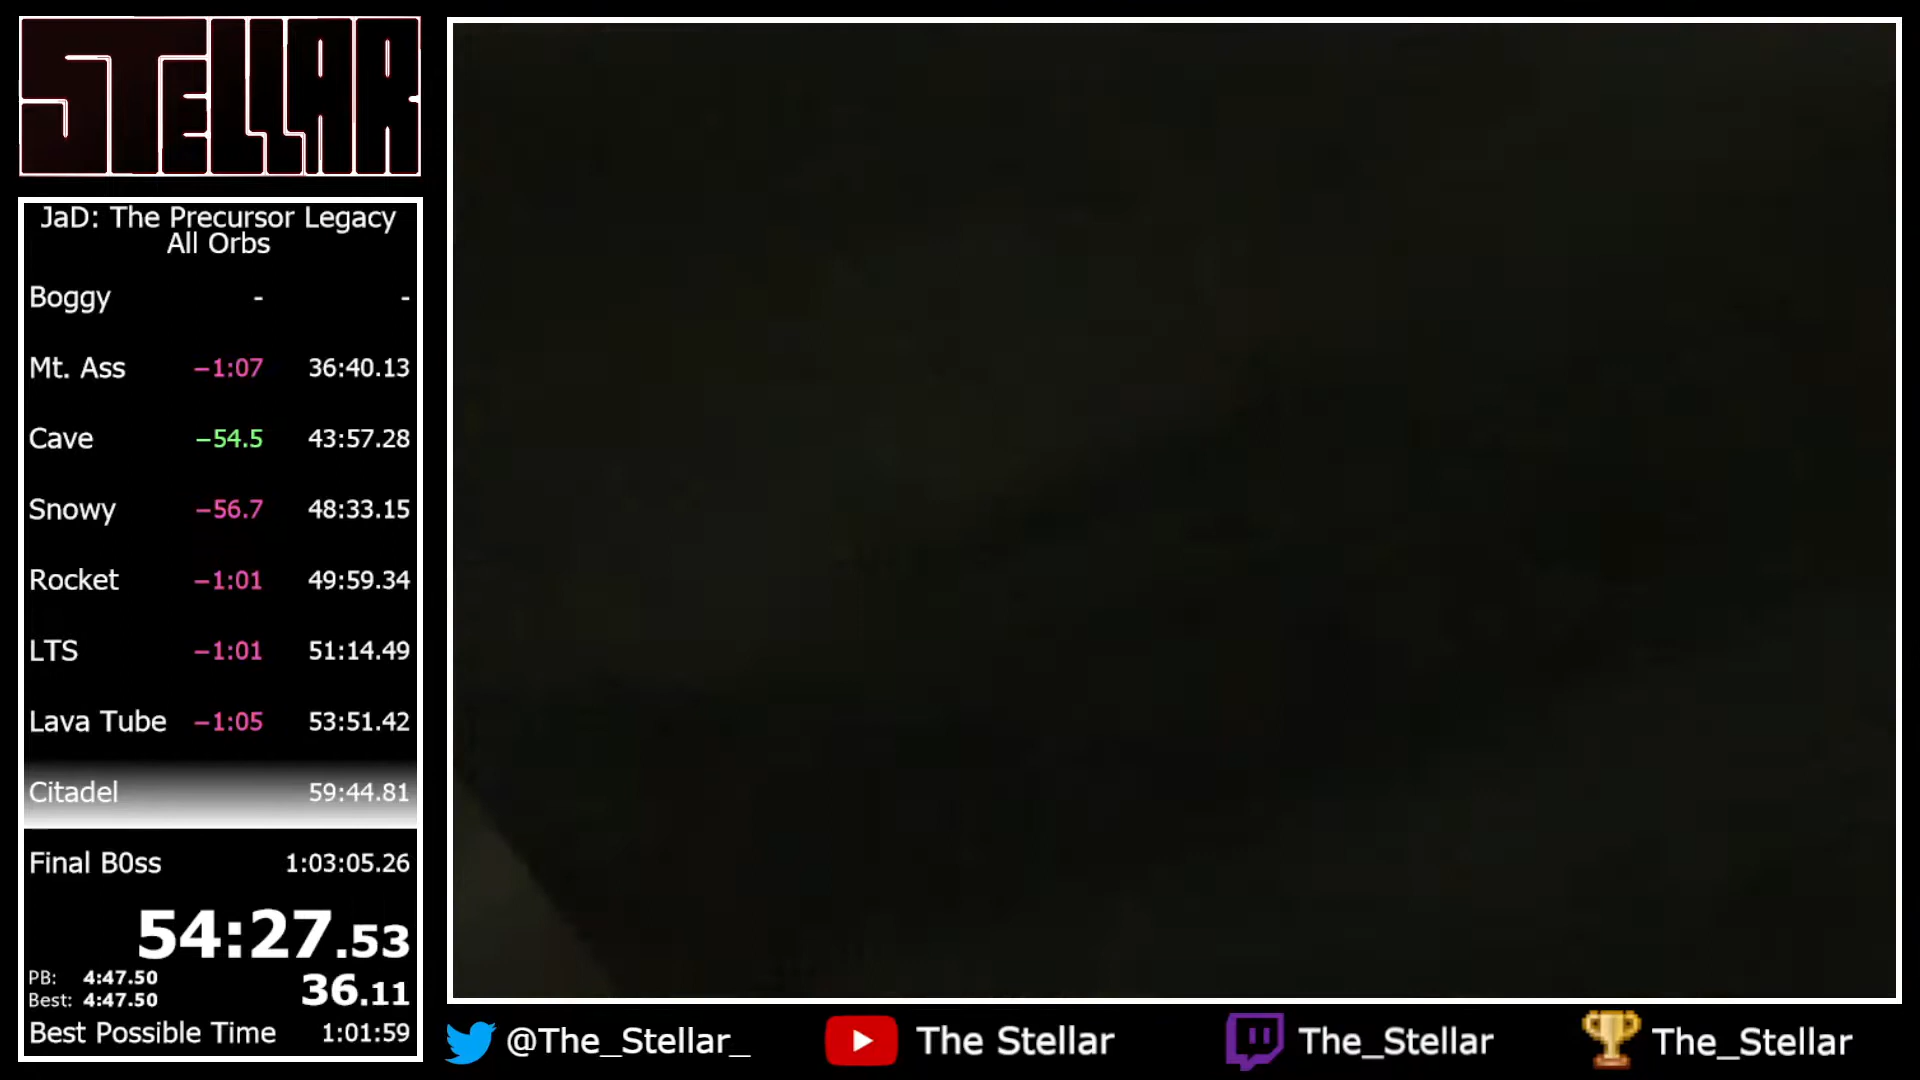 STELLAR
JaD: The Precursor Legacy
All Orbs
Boggy - -
Mt. Ass −1:07 36:40.13
Cave −54.5 43:57.28
Snowy −56.7 48:33.15
Rocket −1:01 49:59.34
LTS −1:01 51:14.49
Lava Tube −1:05 53:51.42
Citadel 59:44.81
Final B0ss 1:03:05.26
54:27.53
PB: 4:47.50
Best: 4:47.50
36.11
Best Possible Time 1:01:59
@The_Stellar_ The Stellar The_Stellar The_Stellar